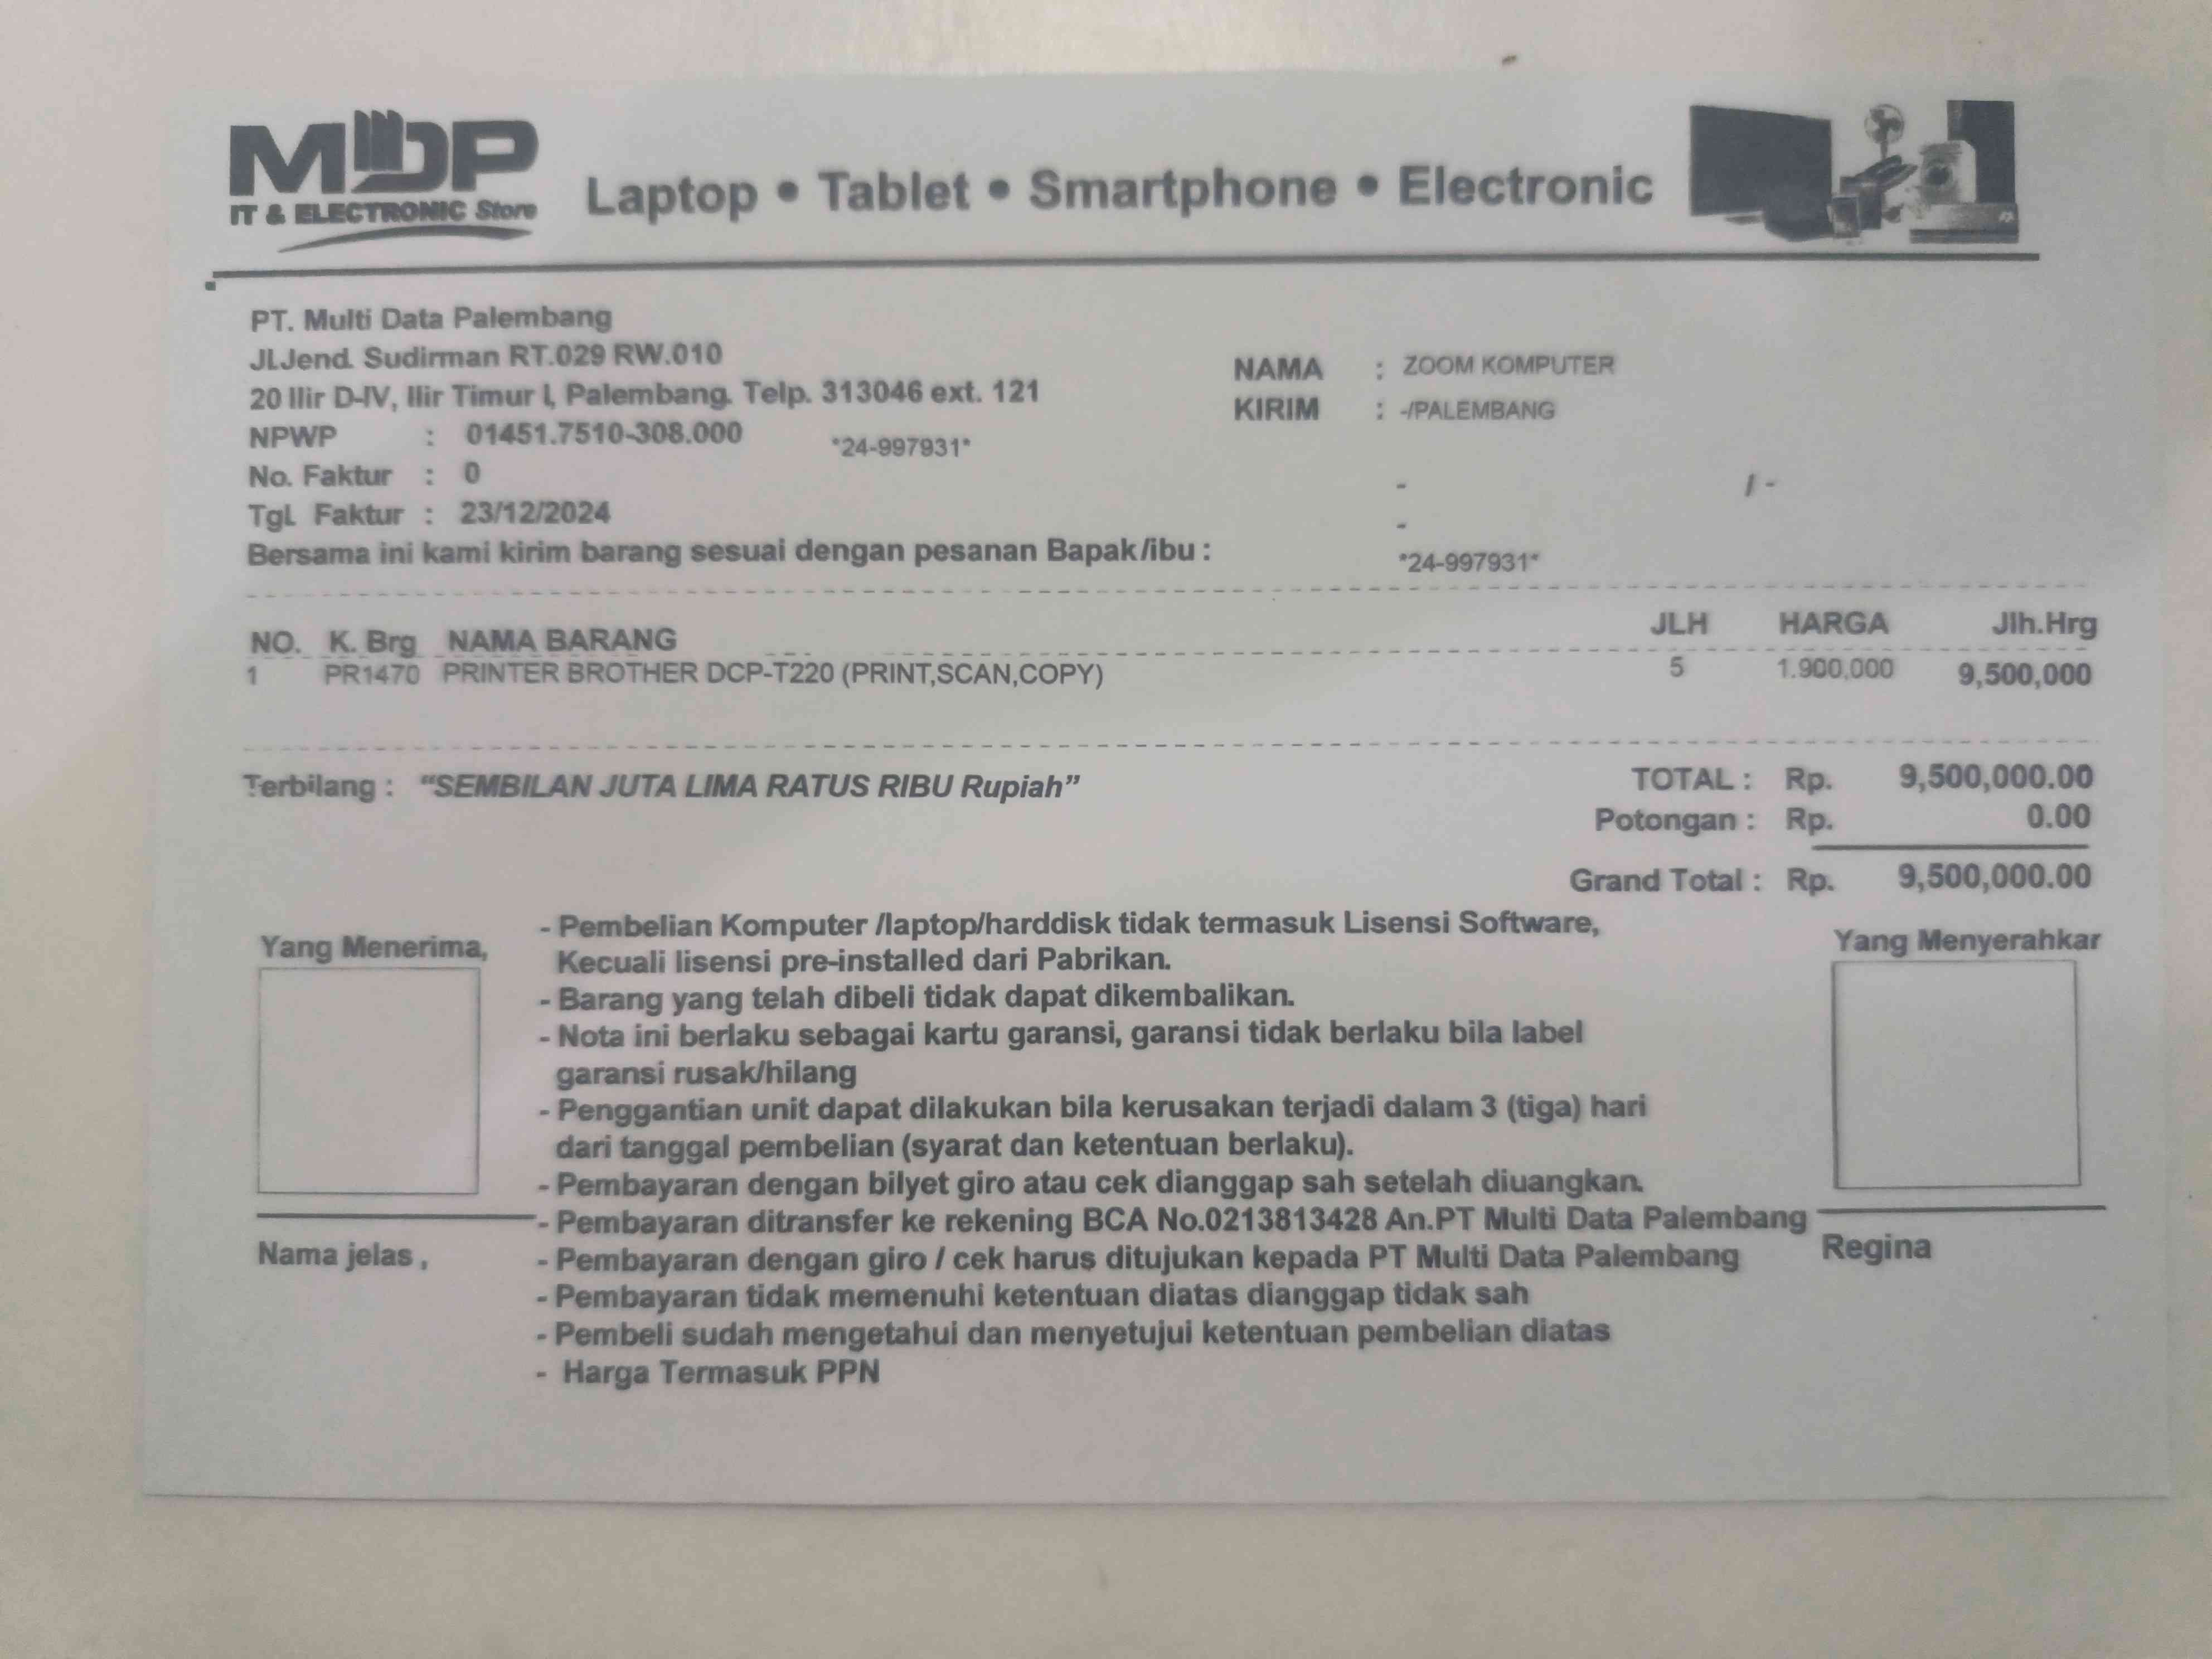 MDP
IT & ELECTRONIC Store
Laptop • Tablet • Smartphone • Electronic
PT. Multi Data Palembang
Jl.Jend. Sudirman RT.029 RW.010
20 Ilir D-IV, Ilir Timur I, Palembang. Telp. 313046 ext. 121
NPWP : 01451.7510-308.000 *24-997931*
No. Faktur : 0
Tgl. Faktur : 23/12/2024
NAMA : ZOOM KOMPUTER
KIRIM : -/PALEMBANG
- / -
-
Bersama ini kami kirim barang sesuai dengan pesanan Bapak/ibu : *24-997931*
NO. K. Brg NAMA BARANG JLH HARGA Jlh.Hrg
1 PR1470 PRINTER BROTHER DCP-T220 (PRINT,SCAN,COPY) 5 1.900,000 9,500,000
Terbilang : “SEMBILAN JUTA LIMA RATUS RIBU Rupiah”
TOTAL : Rp. 9,500,000.00
Potongan : Rp. 0.00
Grand Total : Rp. 9,500,000.00
Yang Menerima,
Nama jelas ,
- Pembelian Komputer /laptop/harddisk tidak termasuk Lisensi Software,
Kecuali lisensi pre-installed dari Pabrikan.
- Barang yang telah dibeli tidak dapat dikembalikan.
- Nota ini berlaku sebagai kartu garansi, garansi tidak berlaku bila label
garansi rusak/hilang
- Penggantian unit dapat dilakukan bila kerusakan terjadi dalam 3 (tiga) hari
dari tanggal pembelian (syarat dan ketentuan berlaku).
- Pembayaran dengan bilyet giro atau cek dianggap sah setelah diuangkan.
- Pembayaran ditransfer ke rekening BCA No.0213813428 An.PT Multi Data Palembang
- Pembayaran dengan giro / cek harus ditujukan kepada PT Multi Data Palembang
- Pembayaran tidak memenuhi ketentuan diatas dianggap tidak sah
- Pembeli sudah mengetahui dan menyetujui ketentuan pembelian diatas
- Harga Termasuk PPN
Yang Menyerahkar
Regina